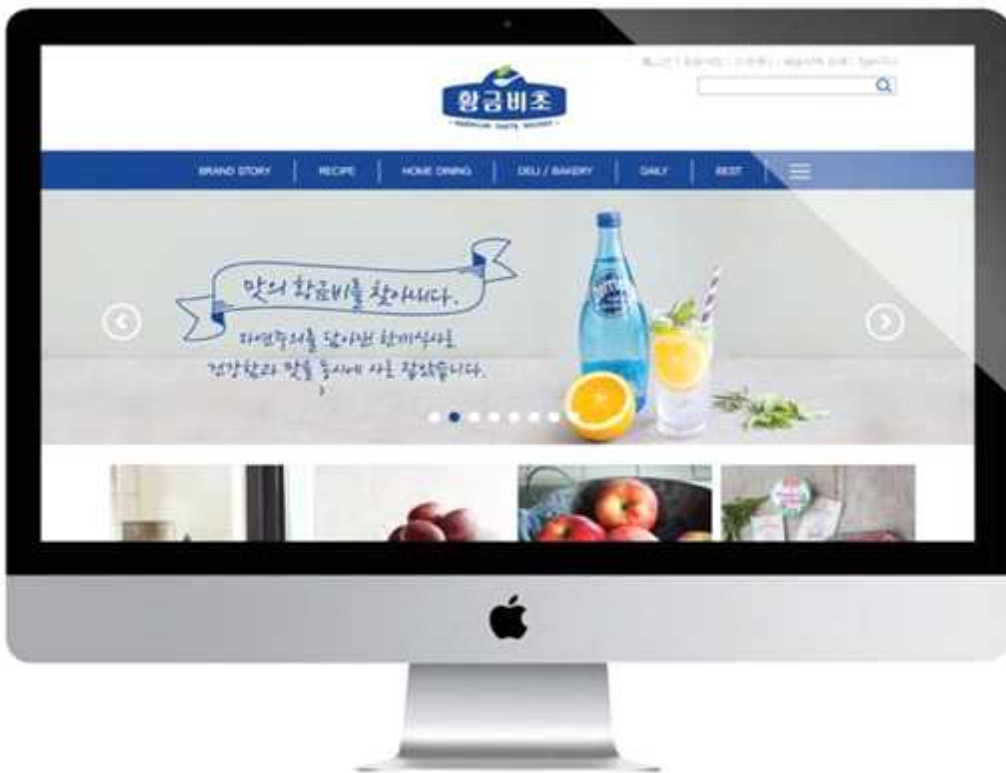 황금비초
BRAND STORY
RECIPE
HOME DINING
DELI / BAKERY
DAILY
BEST
맛의 황금비를 찾아내다.
자연주의를 담아낸 한끼식사로
건강함과 맛을 동시에 사로 잡았습니다.